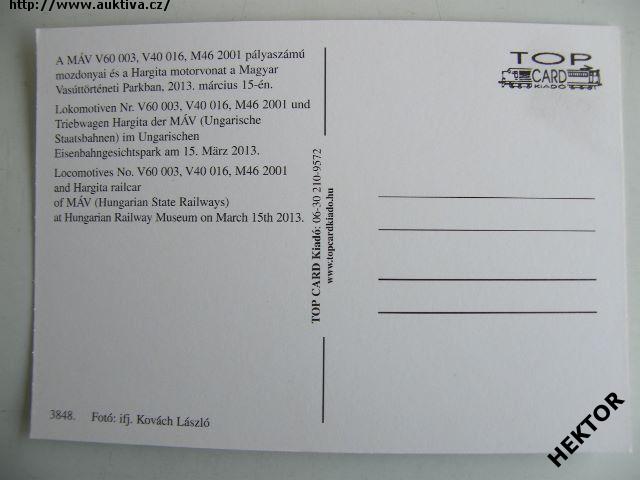 http://www.auktiva.cz/
A MÁV V60 003, V40 016, M46 2001 pályaszámú
mozdonyai és a Hargita motorvonat a Magyar
Vasúttörténeti Parkban, 2013. március 15-én.
Lokomotiven Nr. V60 003, V40 016, M46 2001 und
Triebwagen Hargita der MÁV (Ungarische
Staatsbahnen) im Ungarischen
Eisenbahngesichtspark am 15. März 2013.
Locomotives No. V60 003, V40 016, M46 2001
and Hargita railcar
of MÁV (Hungarian State Railways)
at Hungarian Railway Museum on March 15th 2013.
3848. Fotó: ifj. Kovách László
TOP CARD Kiadó: 06-30 210-9572
www.topcardkiado.hu
TOP
CARD
KIADÓ
HEKTOR